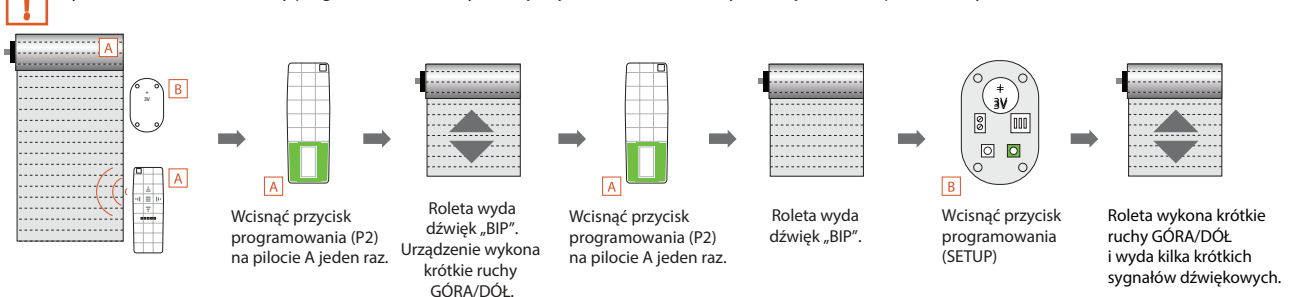 !
A
B
+
3V
A
A
Wcisnąć przycisk
programowania (P2)
na pilocie A jeden raz.
Roleta wyda
dźwięk „BIP”.
Urządzenie wykona
krótkie ruchy
GÓRA/DÓŁ.
A
Wcisnąć przycisk
programowania (P2)
na pilocie A jeden raz.
Roleta wyda
dźwięk „BIP”.
+
3V
B
Wcisnąć przycisk
programowania
(SETUP)
Roleta wykona krótkie
ruchy GÓRA/DÓŁ
i wyda kilka krótkich
sygnałów dźwiękowych.